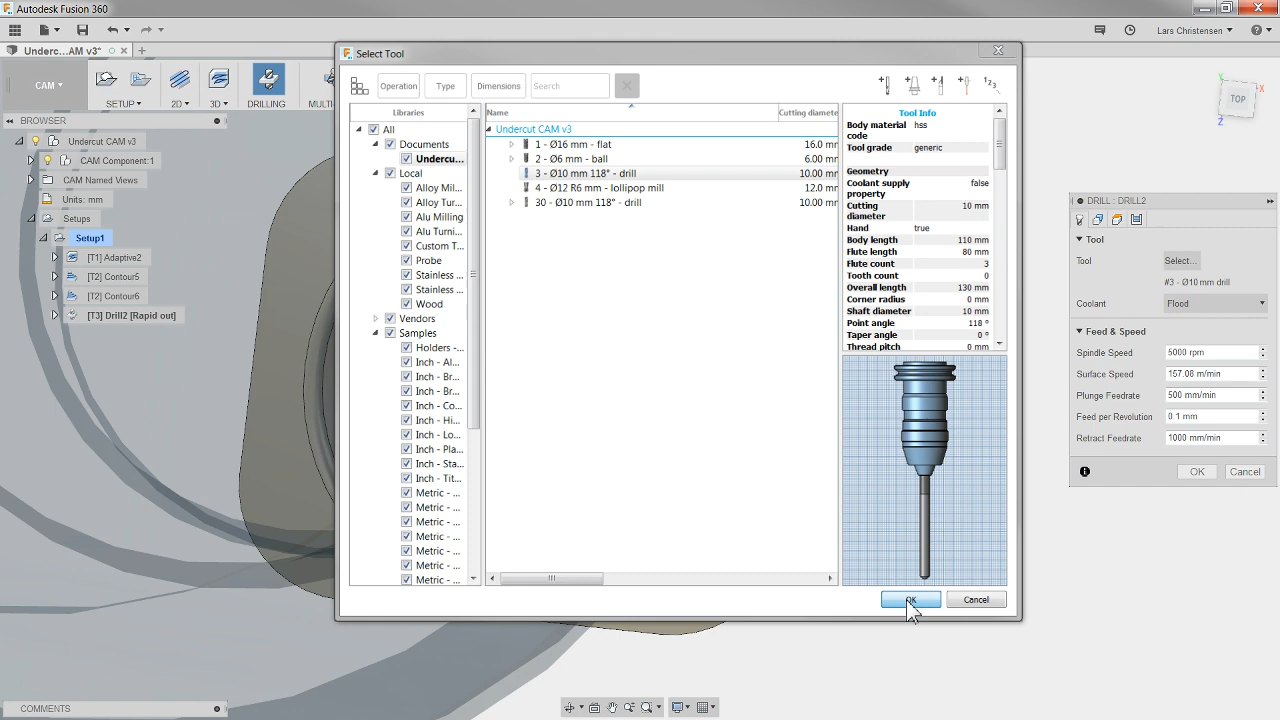 Autodesk Fusion 360
Lars Christensen
Underc...AM v3*
CAM
SETUP
2D
3D
DRILLING
MULTI
BROWSER
Undercut CAM v3
CAM Component:1
CAM Named Views
Units: mm
Setups
Setup1
[T1] Adaptive2
[T2] Contour5
[T2] Contour6
[T3] Drill2 [Rapid out]
COMMENTS
Select Tool
Operation
Type
Dimensions
Search
Libraries
All
Documents
Undercu...
Local
Alloy Mil...
Alloy Tur...
Alu Milling
Alu Turni...
Custom T...
Probe
Stainless ...
Stainless ...
Wood
Vendors
Samples
Holders -...
Inch - Al...
Inch - Br...
Inch - Br...
Inch - Co...
Inch - Hi...
Inch - Lo...
Inch - Pla...
Inch - Sta...
Inch - Tit...
Metric - ...
Metric - ...
Metric - ...
Metric - ...
Metric - ...
Metric - ...
Metric - ...
Name Cutting diamete
Undercut CAM v3
1 - Ø16 mm - flat 16.0 m
2 - Ø6 mm - ball 6.00 m
3 - Ø10 mm 118° - drill 10.00 m
4 - Ø12 R6 mm - lollipop mill 12.0 m
30 - Ø10 mm 118° - drill 10.00 m
Tool Info
Body material code hss
Tool grade generic
Geometry
Coolant supply property false
Cutting diameter 10 mm
Hand true
Body length 110 mm
Flute length 80 mm
Flute count 3
Tooth count 0
Overall length 130 mm
Corner radius 0 mm
Shaft diameter 10 mm
Point angle 118 °
Taper angle 0 °
Thread pitch 0 mm
OK
Cancel
TOP
X
Y
Z
DRILL : DRILL2
Tool
Tool Select...
#3 - Ø10 mm drill
Coolant Flood
Feed & Speed
Spindle Speed 5000 rpm
Surface Speed 157.08 m/min
Plunge Feedrate 500 mm/min
Feed per Revolution 0.1 mm
Retract Feedrate 1000 mm/min
OK
Cancel